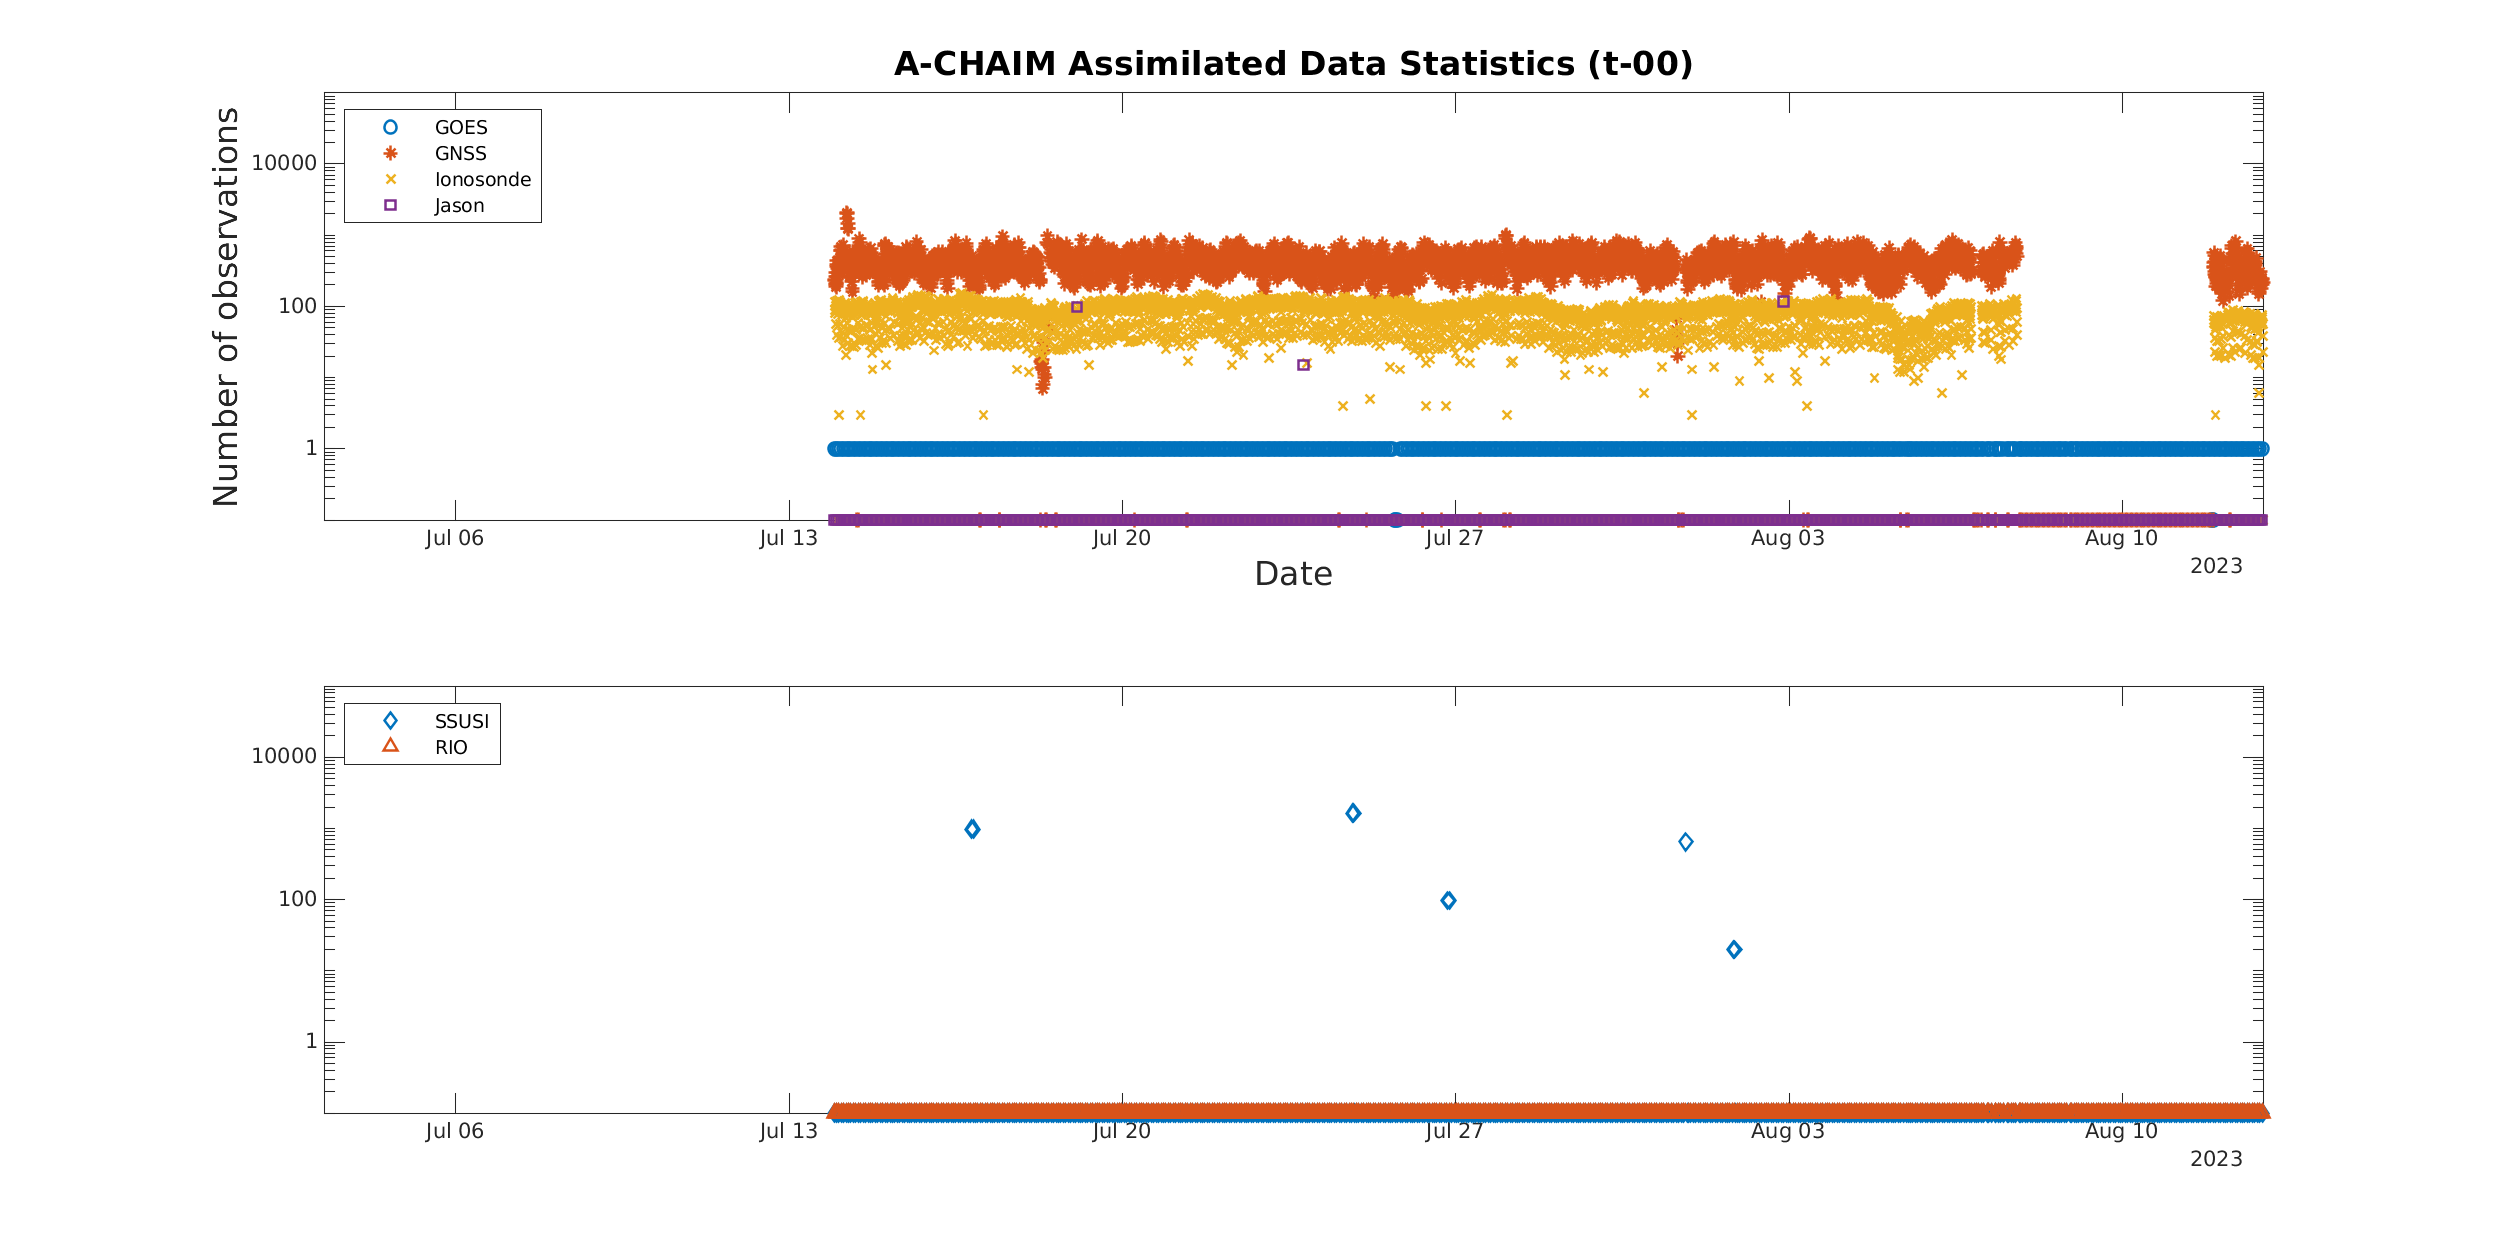 A-CHAIM Assimilated Data Statistics (t-00)
GOES
GNSS
Ionosonde
Jason
Number of observations
10000
100
1
Jul 06
Jul 13
Jul 20
Jul 27
Aug 03
Aug 10
2023
Date
SSUSI
RIO
10000
100
1
Jul 06
Jul 13
Jul 20
Jul 27
Aug 03
Aug 10
2023